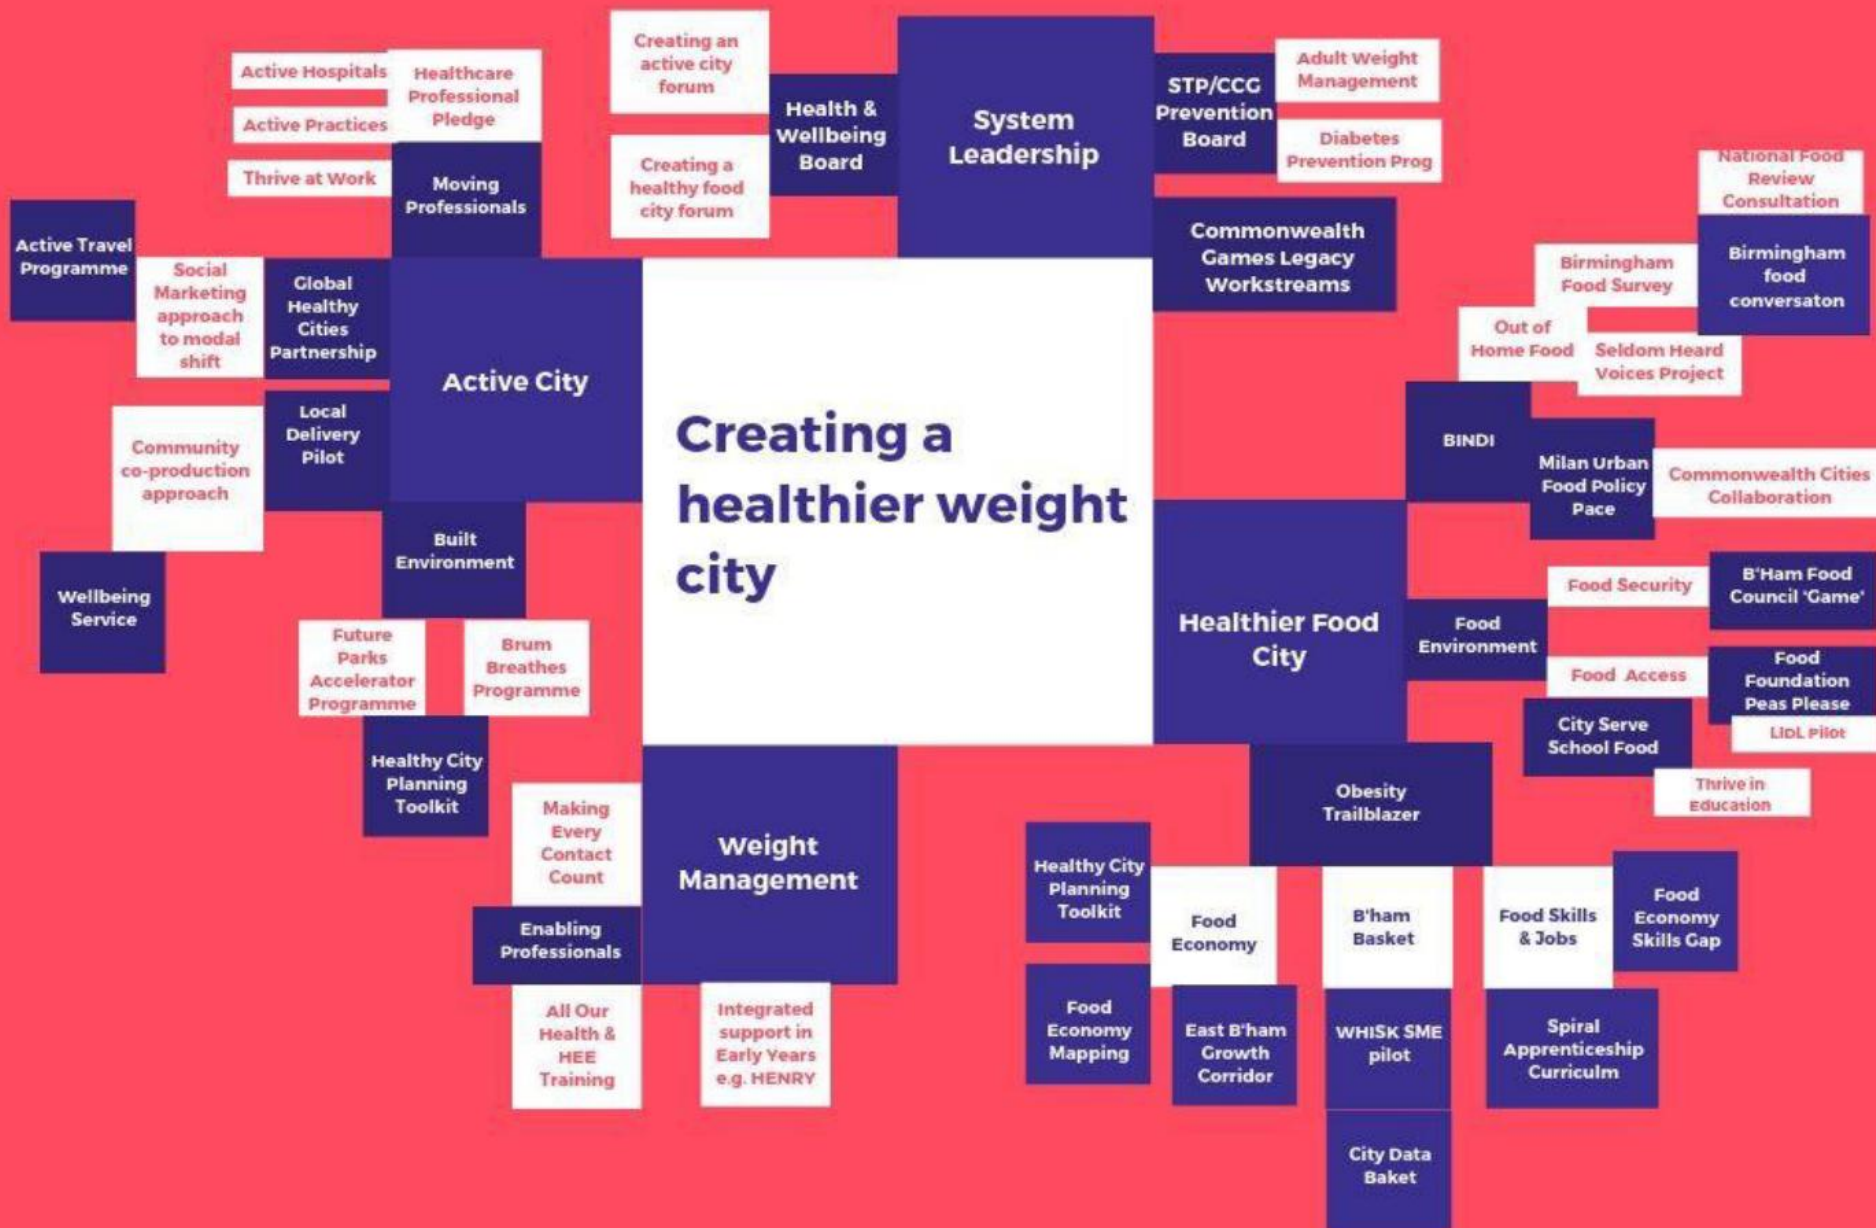 Creating a
healthier weight
city
System
Leadership
Health &
Wellbeing
Board
Creating an
active city
forum
Creating a
healthy food
city forum
STP/CCG
Prevention
Board
Adult Weight
Management
Diabetes
Prevention Prog
Commonwealth
Games Legacy
Workstreams
Active City
Moving
Professionals
Healthcare
Professional
Pledge
Active Hospitals
Active Practices
Thrive at Work
Global
Healthy
Cities
Partnership
Social
Marketing
approach
to modal
shift
Active Travel
Programme
Local
Delivery
Pilot
Community
co-production
approach
Wellbeing
Service
Built
Environment
Future
Parks
Accelerator
Programme
Brum
Breathes
Programme
Healthy City
Planning
Toolkit
Weight
Management
Making
Every
Contact
Count
Enabling
Professionals
All Our
Health &
HEE
Training
Integrated
support in
Early Years
e.g. HENRY
Healthier Food
City
BINDI
Out of
Home Food
Birmingham
Food Survey
Seldom Heard
Voices Project
National Food
Review
Consultation
Birmingham
food
conversaton
Milan Urban
Food Policy
Pace
Commonwealth Cities
Collaboration
Food
Environment
Food Security
B'Ham Food
Council 'Game'
Food Access
Food
Foundation
Peas Please
LIDL Pilot
City Serve
School Food
Thrive in
Education
Obesity
Trailblazer
Food
Economy
Healthy City
Planning
Toolkit
Food
Economy
Mapping
East B'ham
Growth
Corridor
B'ham
Basket
WHISK SME
pilot
City Data
Baket
Food Skills
& Jobs
Food
Economy
Skills Gap
Spiral
Apprenticeship
Curriculm